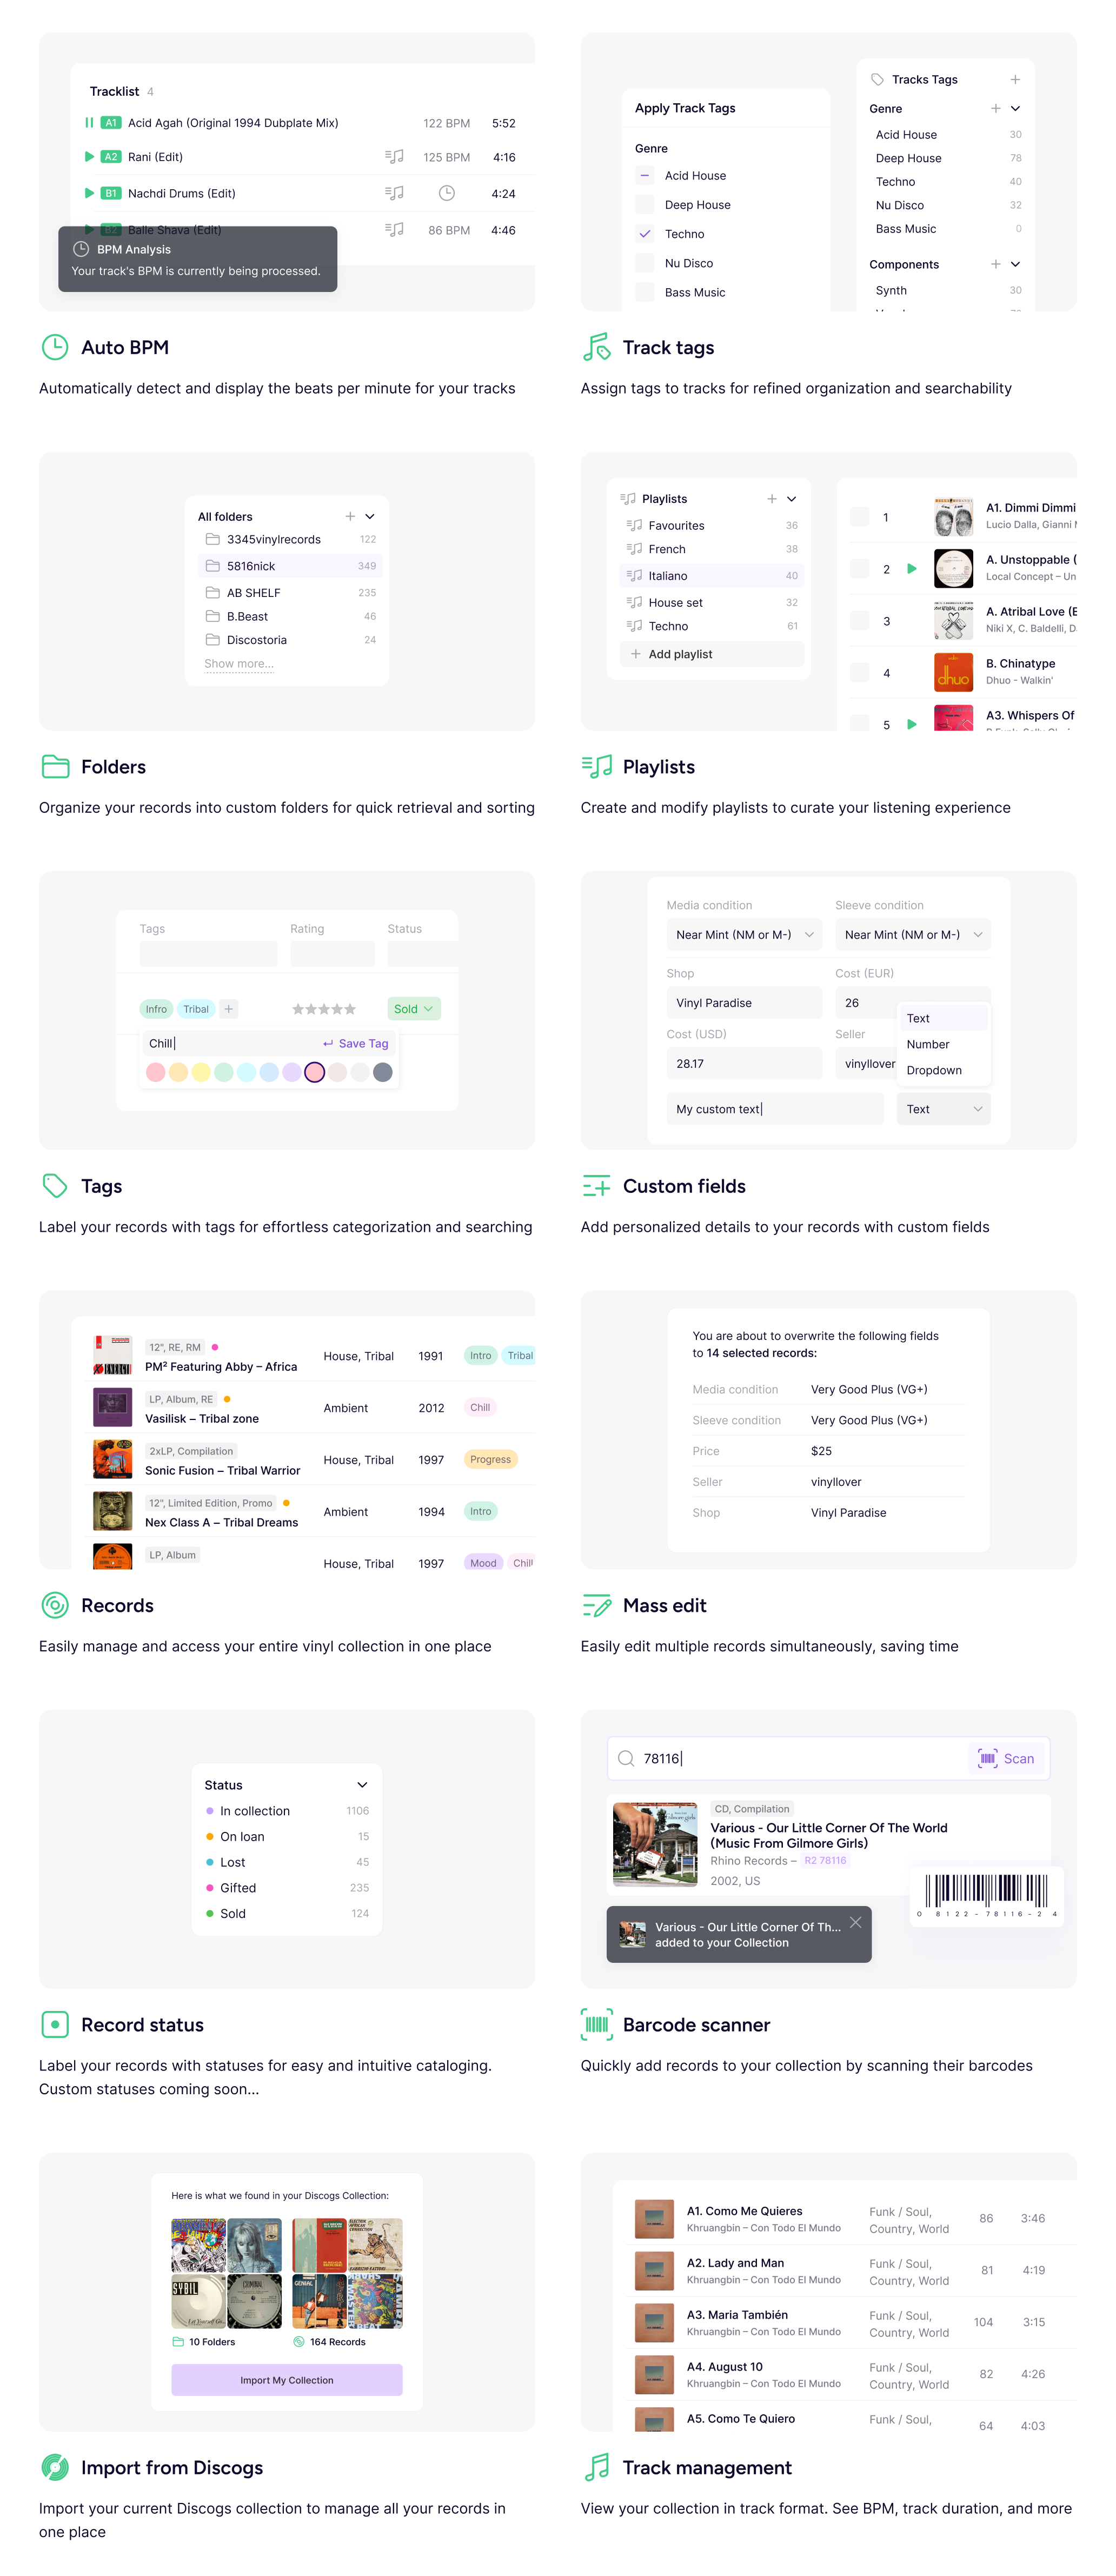 Tracklist 4
A1 Acid Agah (Original 1994 Dubplate Mix) 122 BPM 5:52
A2 Rani (Edit) 125 BPM 4:16
B1 Nachdi Drums (Edit) 4:24
B2 Balle Shava (Edit) 86 BPM 4:46
BPM Analysis
Your track's BPM is currently being processed.
Auto BPM
Automatically detect and display the beats per minute for your tracks
Apply Track Tags
Genre
Acid House
Deep House
Techno
Nu Disco
Bass Music
Tracks Tags
Genre
Acid House 30
Deep House 78
Techno 40
Nu Disco 32
Bass Music 0
Components
Synth 30
Track tags
Assign tags to tracks for refined organization and searchability
All folders
3345vinylrecords 122
5816nick 349
AB SHELF 235
B.Beast 46
Discostoria 24
Show more...
Folders
Organize your records into custom folders for quick retrieval and sorting
Playlists
Favourites 36
French 38
Italiano 40
House set 32
Techno 61
Add playlist
1 A1. Dimmi Dimmi
Lucio Dalla, Gianni
2 A. Unstoppable (
Local Concept – Un
3 A. Atribal Love (E
Niki X, C. Baldelli, D
4 B. Chinatype
Dhuo - Walkin'
dhuo
5 A3. Whispers Of
Playlists
Create and modify playlists to curate your listening experience
Tags Rating Status
Infro Tribal + Sold
Chill Save Tag
Tags
Label your records with tags for effortless categorization and searching
Media condition Sleeve condition
Near Mint (NM or M-) Near Mint (NM or M-)
Shop Cost (EUR)
Vinyl Paradise 26
Cost (USD) Seller
28.17 vinyllover
Text
Number
Dropdown
My custom text Text
Custom fields
Add personalized details to your records with custom fields
12", RE, RM
PM² Featuring Abby – Africa House, Tribal 1991 Intro Tribal
LP, Album, RE
Vasilisk – Tribal zone Ambient 2012 Chill
2xLP, Compilation
Sonic Fusion – Tribal Warrior House, Tribal 1997 Progress
12", Limited Edition, Promo
Nex Class A – Tribal Dreams Ambient 1994 Intro
LP, Album
House, Tribal 1997 Mood Chill
Records
Easily manage and access your entire vinyl collection in one place
You are about to overwrite the following fields
to 14 selected records:
Media condition Very Good Plus (VG+)
Sleeve condition Very Good Plus (VG+)
Price $25
Seller vinyllover
Shop Vinyl Paradise
Mass edit
Easily edit multiple records simultaneously, saving time
Status
In collection 1106
On loan 15
Lost 45
Gifted 235
Sold 124
Record status
Label your records with statuses for easy and intuitive cataloging.
Custom statuses coming soon...
78116 Scan
CD, Compilation
Various - Our Little Corner Of The World
(Music From Gilmore Girls)
Rhino Records – R2 78116
2002, US
0 8122-78116-2 4
Various - Our Little Corner Of Th...
added to your Collection
Barcode scanner
Quickly add records to your collection by scanning their barcodes
Here is what we found in your Discogs Collection:
SYBIL
CRIMINAL
GENIAL
10 Folders 164 Records
Import My Collection
Import from Discogs
Import your current Discogs collection to manage all your records in
one place
A1. Como Me Quieres Funk / Soul, 86 3:46
Khruangbin – Con Todo El Mundo Country, World
A2. Lady and Man Funk / Soul, 81 4:19
Khruangbin – Con Todo El Mundo Country, World
A3. Maria También Funk / Soul, 104 3:15
Khruangbin – Con Todo El Mundo Country, World
A4. August 10 Funk / Soul, 82 4:26
Khruangbin – Con Todo El Mundo Country, World
A5. Como Te Quiero Funk / Soul, 64 4:03
Track management
View your collection in track format. See BPM, track duration, and more